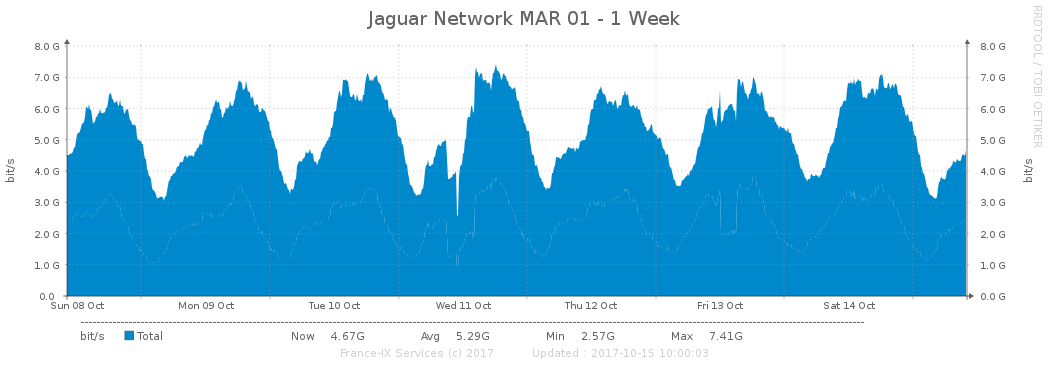 Jaguar Network MAR 01 - 1 Week
RRDTOOL / TOBI OETIKER
8.0 G 8.0 G
7.0 G 7.0 G
6.0 G 6.0 G
5.0 G 5.0 G
4.0 G 4.0 G
3.0 G 3.0 G
2.0 G 2.0 G
1.0 G 1.0 G
0.0 0.0 G
bit/s bit/s
Sun 08 Oct Mon 09 Oct Tue 10 Oct Wed 11 Oct Thu 12 Oct Fri 13 Oct Sat 14 Oct
bit/s Total Now 4.67G Avg 5.29G Min 2.57G Max 7.41G
France-IX Services (c) 2017 Updated : 2017-10-15 10:00:03